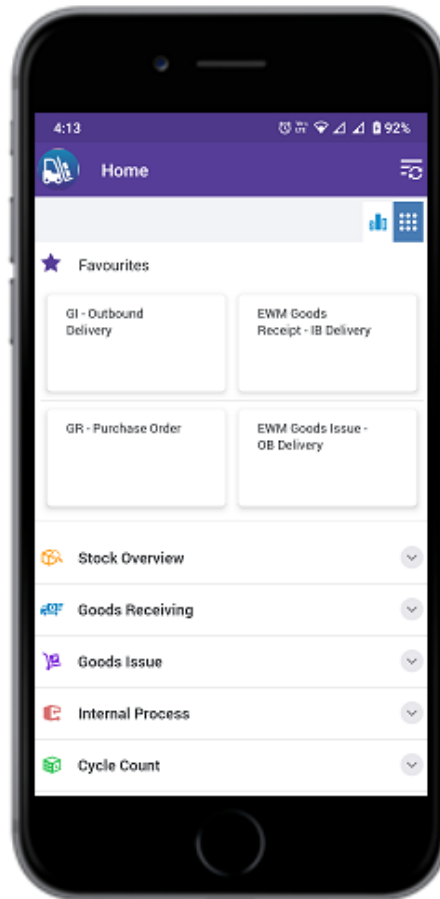 4:13
92%
Home
Favourites
GI - Outbound
Delivery
EWM Goods
Receipt - IB Delivery
GR - Purchase Order
EWM Goods Issue -
OB Delivery
Stock Overview
Goods Receiving
Goods Issue
Internal Process
Cycle Count